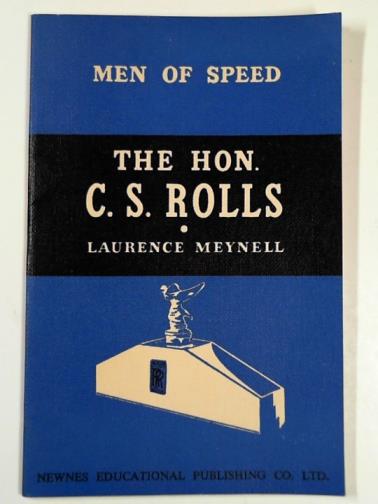 MEN OF SPEED
THE HON.
C. S. ROLLS
LAURENCE MEYNELL
RR
NEWNES EDUCATIONAL PUBLISHING CO. LTD.